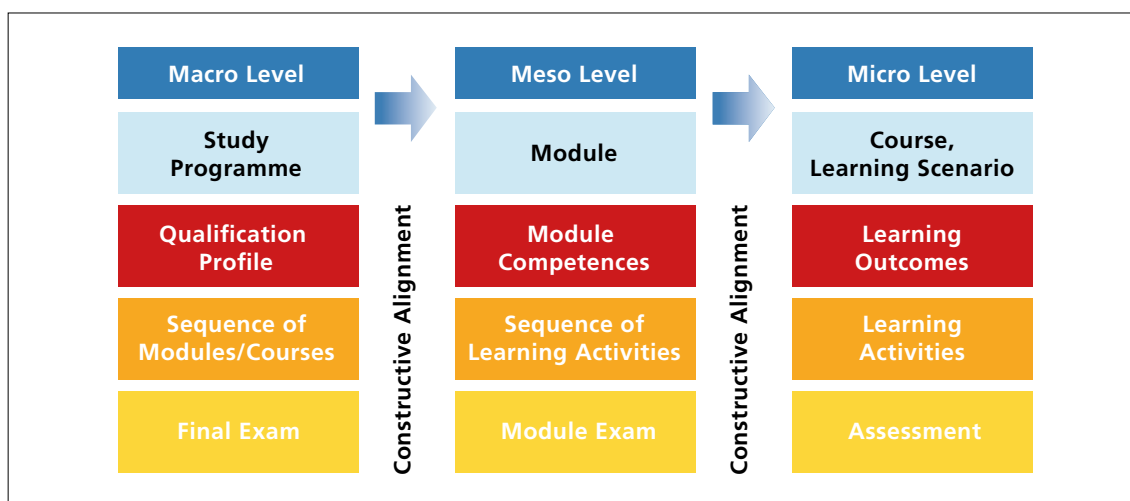 Macro Level
Study
Programme
Qualification
Profile
Sequence of
Modules/Courses
Final Exam
Constructive Alignment
Meso Level
Module
Module
Competences
Sequence of
Learning Activities
Module Exam
Constructive Alignment
Micro Level
Course,
Learning Scenario
Learning
Outcomes
Learning
Activities
Assessment